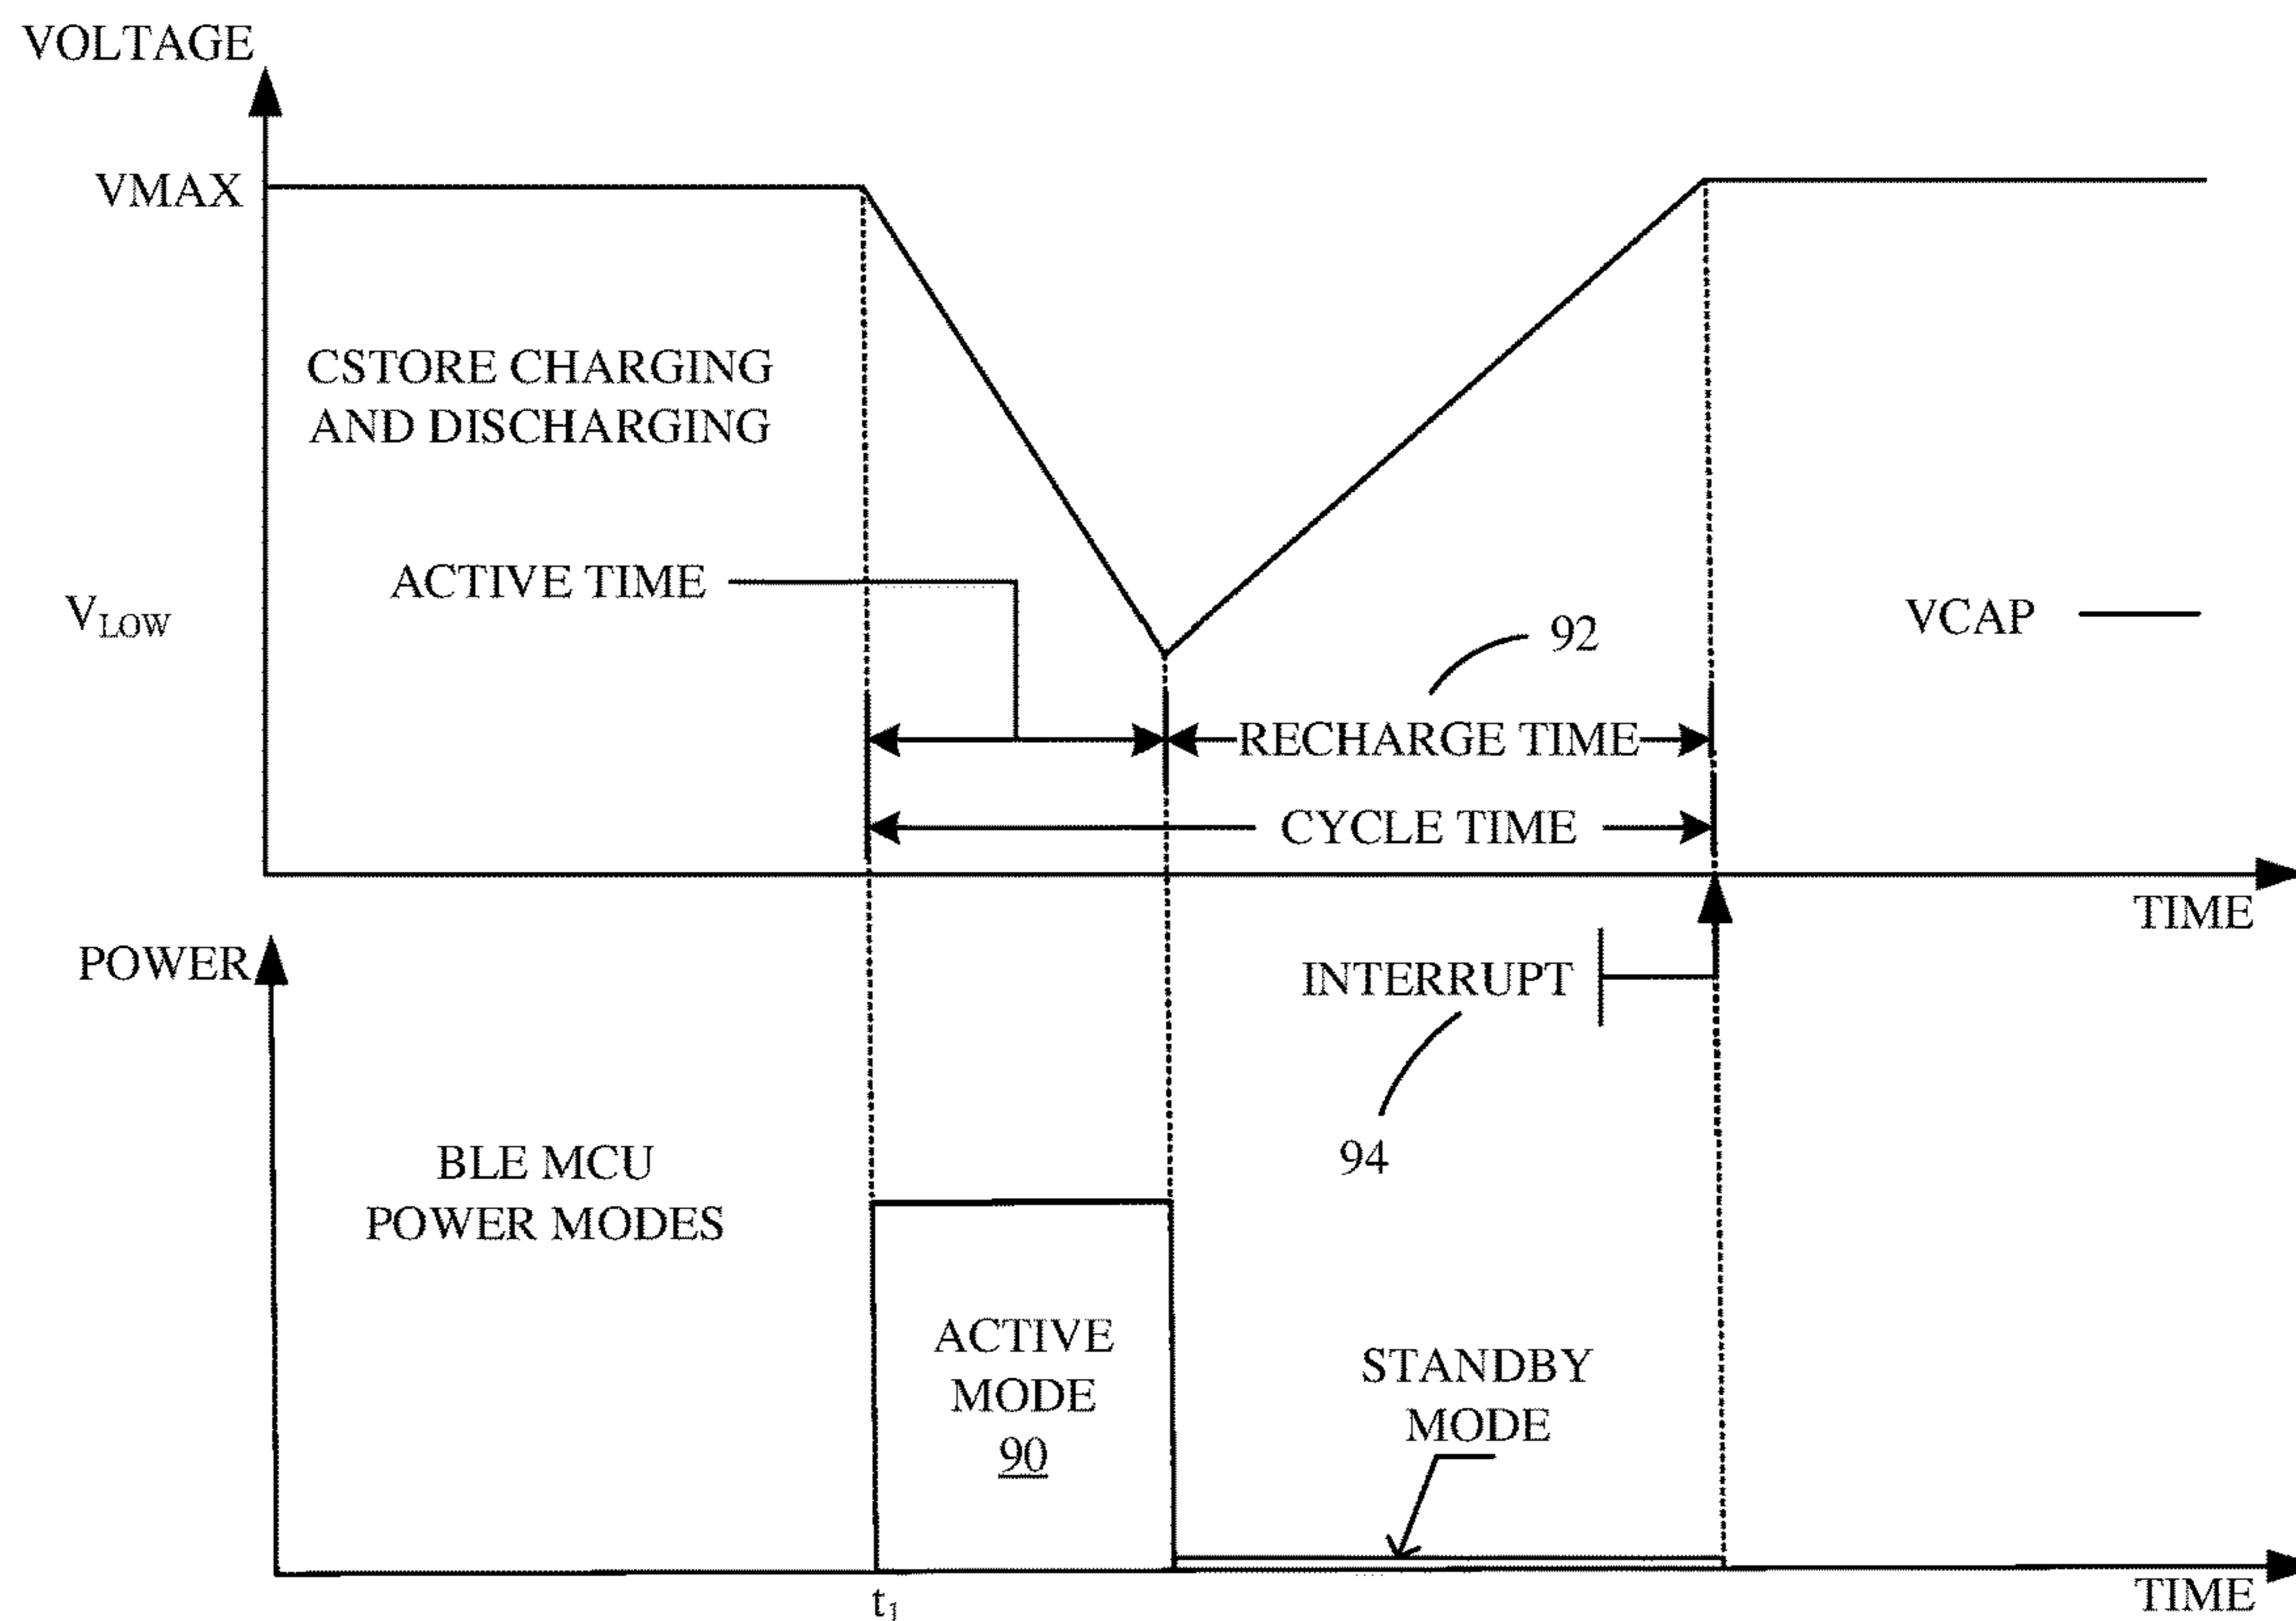 VOLTAGE
VMAX
CSTORE CHARGING
AND DISCHARGING
ACTIVE TIME
VLOW
92
VCAP
RECHARGE TIME
CYCLE TIME
TIME
POWER
INTERRUPT
94
BLE MCU
POWER MODES
ACTIVE
MODE
90
STANDBY
MODE
t1
TIME